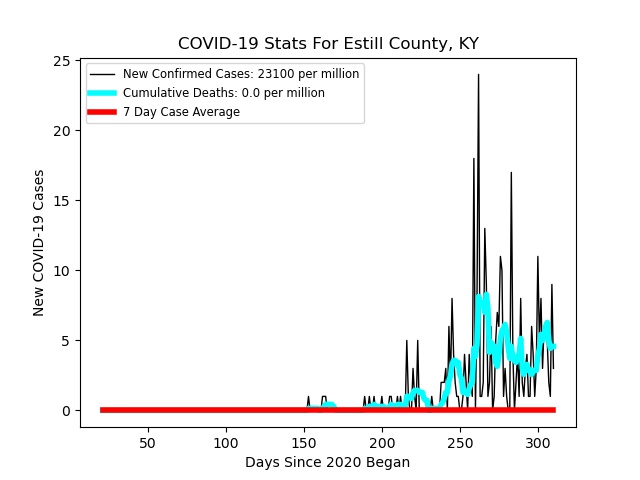 COVID-19 Stats For Estill County, KY
New Confirmed Cases: 23100 per million
Cumulative Deaths: 0.0 per million
7 Day Case Average
New COVID-19 Cases
25
20
15
10
5
0
50 100 150 200 250 300
Days Since 2020 Began